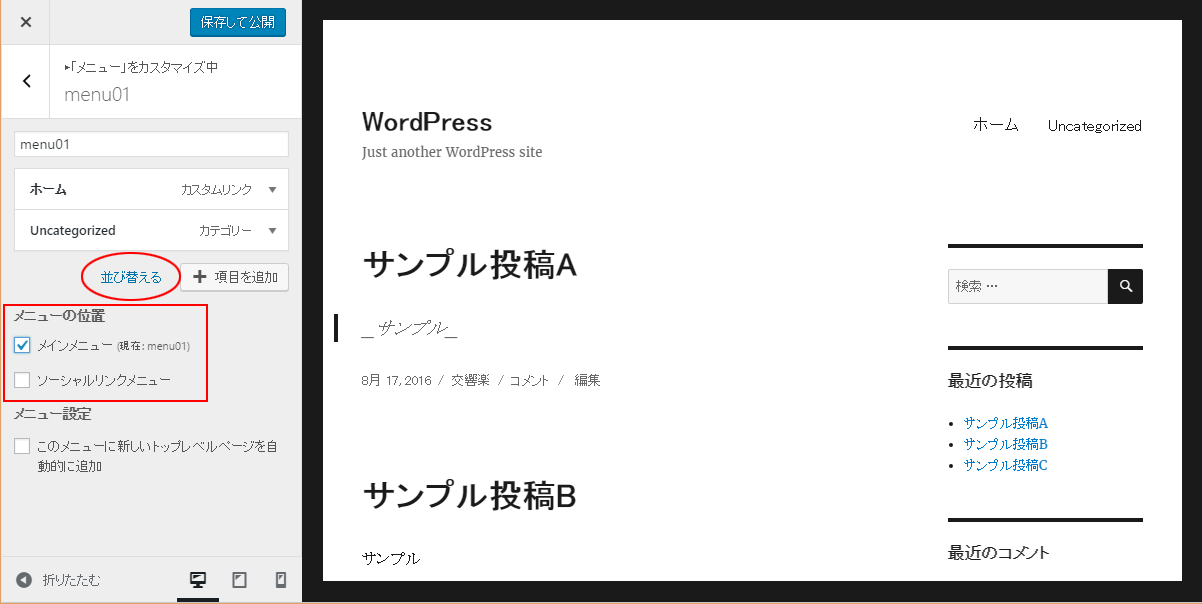 保存して公開
▸「メニュー」をカスタマイズ中
menu01
menu01
ホーム カスタムリンク ▼
Uncategorized カテゴリー ▼
並び替える + 項目を追加
メニューの位置
メインメニュー (現在: menu01)
ソーシャルリンクメニュー
メニュー設定
このメニューに新しいトップレベルページを自
動的に追加
折りたたむ
WordPress
Just another WordPress site
ホーム Uncategorized
サンプル投稿A
_サンプル_
8月 17, 2016 / 交響楽 / コメント / 編集
サンプル投稿B
サンプル
検索 …
最近の投稿
• サンプル投稿A
• サンプル投稿B
• サンプル投稿C
最近のコメント